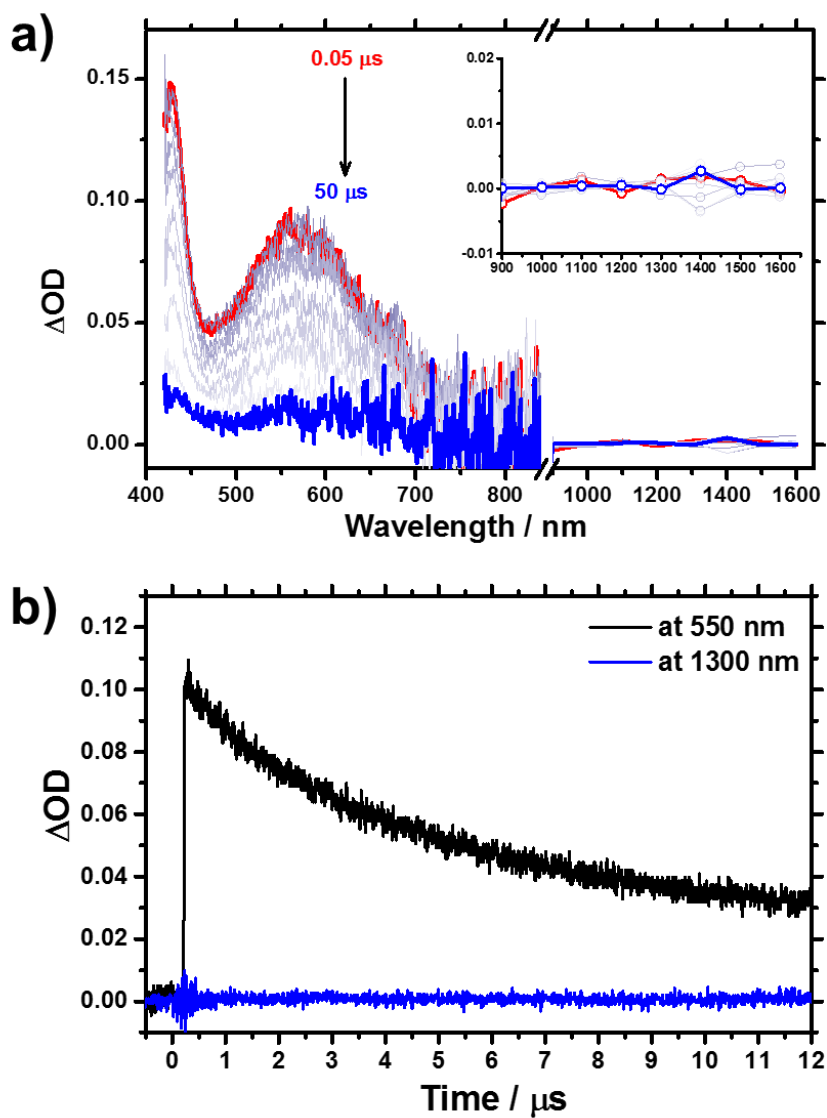 a)
0.05 μs
50 μs
ΔOD
0.15
0.10
0.05
0.00
0.02
0.01
0.00
-0.01
900 1000 1100 1200 1300 1400 1500 1600
400 500 600 700 800 1000 1200 1400 1600
Wavelength / nm
b)
at 550 nm
at 1300 nm
ΔOD
0.12
0.10
0.08
0.06
0.04
0.02
0.00
0 1 2 3 4 5 6 7 8 9 10 11 12
Time / μs